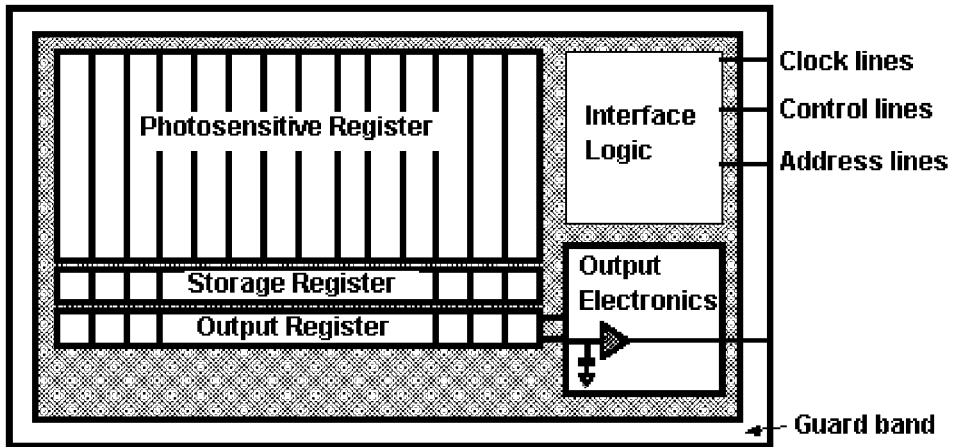 Photosensitive Register
Storage Register
Output Register
Interface
Logic
Output
Electronics
Clock lines
Control lines
Address lines
Guard band